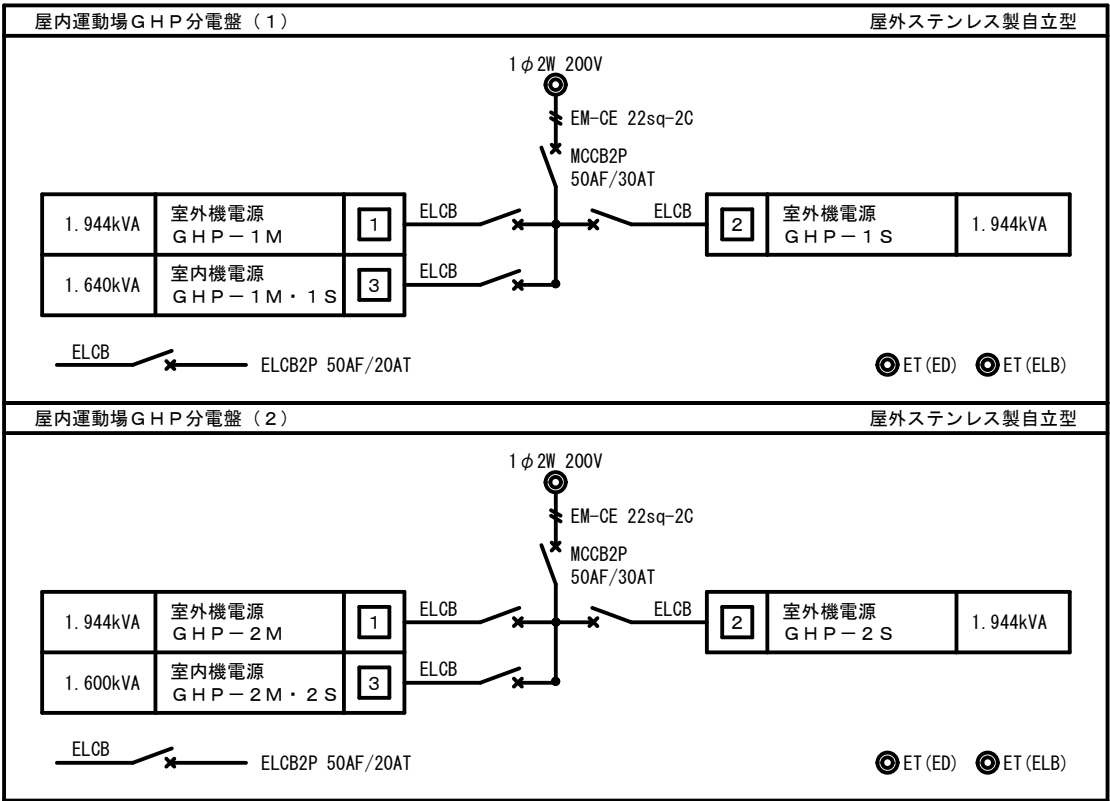 屋内運動場ＧＨＰ分電盤（１） 屋外ステンレス製自立型
1φ2W 200V
EM-CE 22sq-2C
MCCB2P
50AF/30AT
1.944kVA 室外機電源 ＧＨＰ－１Ｍ 1 ELCB
ELCB 2 室外機電源 ＧＨＰ－１Ｓ 1.944kVA
1.640kVA 室内機電源 ＧＨＰ－１Ｍ・１Ｓ 3 ELCB
ELCB ELCB2P 50AF/20AT
ET(ED) ET(ELB)
屋内運動場ＧＨＰ分電盤（２） 屋外ステンレス製自立型
1φ2W 200V
EM-CE 22sq-2C
MCCB2P
50AF/30AT
1.944kVA 室外機電源 ＧＨＰ－２Ｍ 1 ELCB
ELCB 2 室外機電源 ＧＨＰ－２Ｓ 1.944kVA
1.600kVA 室内機電源 ＧＨＰ－２Ｍ・２Ｓ 3 ELCB
ELCB ELCB2P 50AF/20AT
ET(ED) ET(ELB)